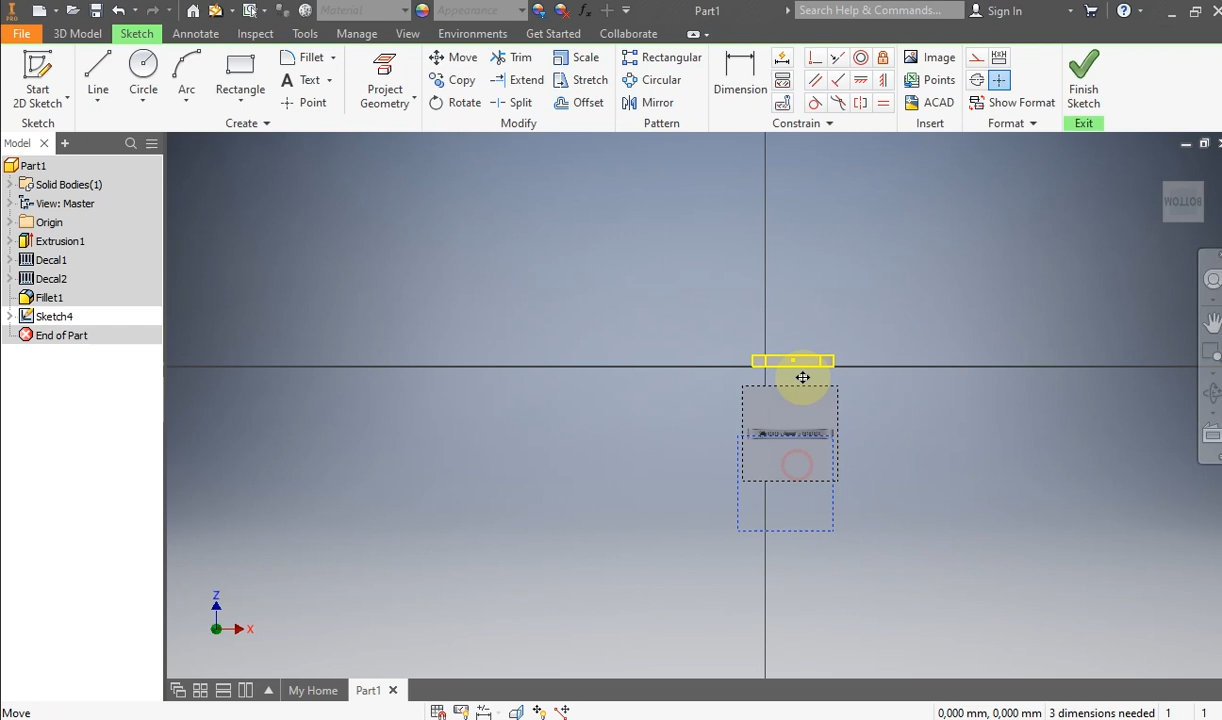 PRO
Material
Appearance
Part1
Search Help & Commands...
Sign In
File
3D Model
Sketch
Annotate
Inspect
Tools
Manage
View
Environments
Get Started
Collaborate
Start
2D Sketch
Line
Circle
Arc
Rectangle
Fillet
Text
Point
Project
Geometry
Move
Trim
Scale
Copy
Extend
Stretch
Rotate
Split
Offset
Rectangular
Circular
Mirror
Dimension
Image
Points
ACAD
Show Format
Finish
Sketch
Sketch
Create
Modify
Pattern
Constrain
Insert
Format
Exit
Model
Part1
Solid Bodies(1)
View: Master
Origin
Extrusion1
Decal1
Decal2
Fillet1
Sketch4
End of Part
BOTTOM
Z
X
My Home
Part1
Move
0,000 mm, 0,000 mm
3 dimensions needed
1
1